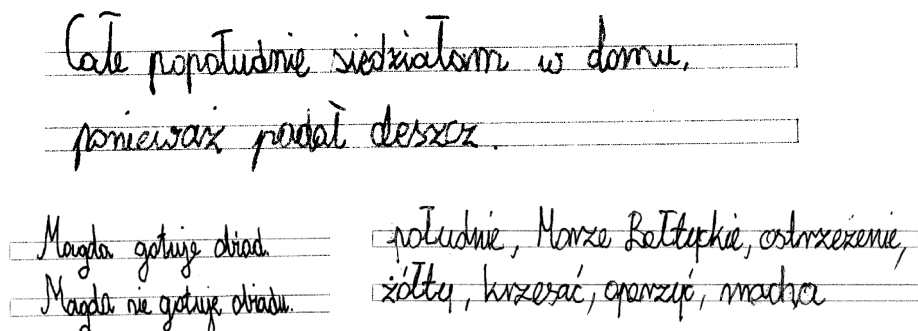 Całe popołudnie siedziałam w domu,
ponieważ padał deszcz.
Magda gotuje obiad.
Magda nie gotuje obiadu.
południe, Morze Bałtyckie, ostrzeżenie,
żółty, krzesać, oparzyć, macha